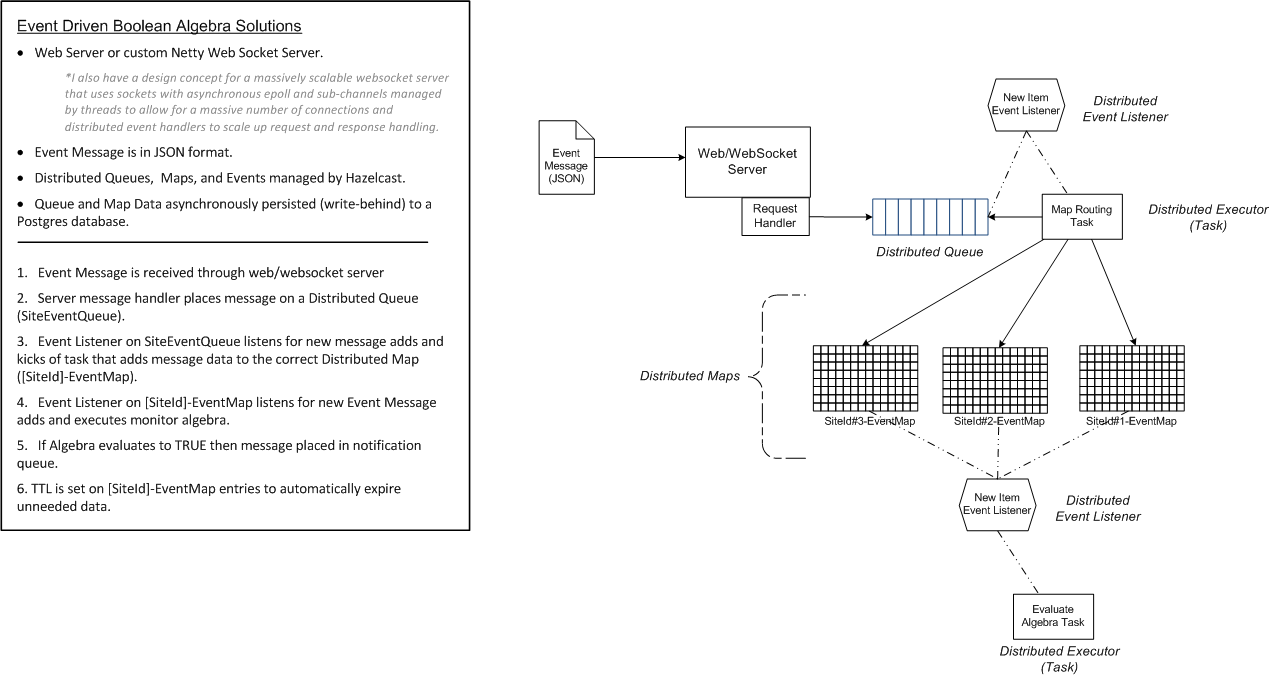 Event Driven Boolean Algebra Solutions
• Web Server or custom Netty Web Socket Server.
*I also have a design concept for a massively scalable websocket server
that uses sockets with asynchronous epoll and sub-channels managed
by threads to allow for a massive number of connections and
distributed event handlers to scale up request and response handling.
• Event Message is in JSON format.
• Distributed Queues, Maps, and Events managed by Hazelcast.
• Queue and Map Data asynchronously persisted (write-behind) to a
Postgres database.
1. Event Message is received through web/websocket server
2. Server message handler places message on a Distributed Queue
(SiteEventQueue).
3. Event Listener on SiteEventQueue listens for new message adds and
kicks of task that adds message data to the correct Distributed Map
([SiteId]-EventMap).
4. Event Listener on [SiteId]-EventMap listens for new Event Message
adds and executes monitor algebra.
5. If Algebra evaluates to TRUE then message placed in notification
queue.
6. TTL is set on [SiteId]-EventMap entries to automatically expire
unneeded data.
Event
Message
(JSON)
Web/WebSocket
Server
Request
Handler
Distributed Queue
New Item
Event Listener
Distributed
Event Listener
Map Routing
Task
Distributed Executor
(Task)
Distributed Maps
SiteId#3-EventMap
SiteId#2-EventMap
SiteId#1-EventMap
New Item
Event Listener
Distributed
Event Listener
Evaluate
Algebra Task
Distributed Executor
(Task)